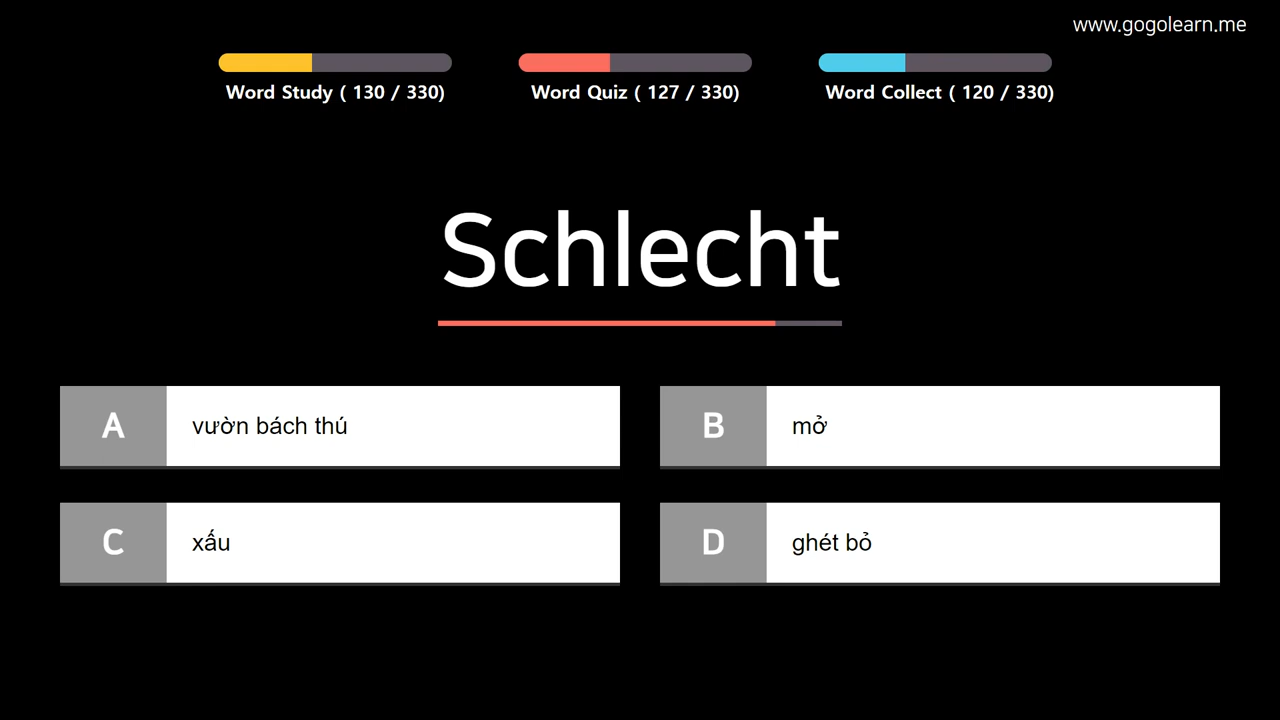 www.gogolearn.me
Word Study ( 130 / 330)
Word Quiz ( 127 / 330)
Word Collect ( 120 / 330)
Schlecht
A
vườn bách thú
B
mở
C
xấu
D
ghét bỏ